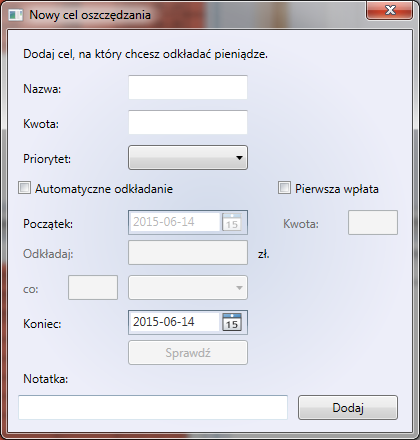 Nowy cel oszczędzania
Dodaj cel, na który chcesz odkładać pieniądze.
Nazwa:
Kwota:
Priorytet:
Automatyczne odkładanie
Pierwsza wpłata
Początek: 2015-06-14 15 Kwota:
Odkładaj: zł.
co:
Koniec: 2015-06-14 15
Sprawdź
Notatka:
Dodaj